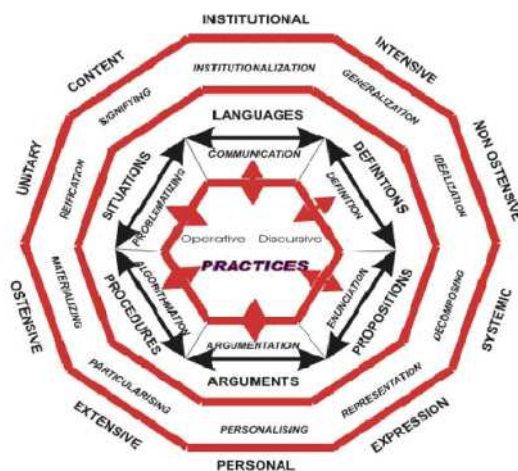 INSTITUTIONAL
CONTENT
INTENSIVE
INSTITUTIONALIZATION
SIGNIFYING
GENERALIZATION
LANGUAGES
UNITARY
NON OSTENSIVE
COMMUNICATION
REIFICATION
SITUATIONS
PROBLEMATIZING
DEFINITION
DEFINITIONS
IDEALIZATION
Operative Discursive
PRACTICES
OSTENSIVE
MATERIALIZING
PROCEDURES
ALGORITHMATION
ENUNCIATION
PROPOSITIONS
DECOMPOSING
SYSTEMIC
ARGUMENTATION
ARGUMENTS
PARTICULARISING
REPRESENTATION
EXTENSIVE
PERSONALISING
EXPRESSION
PERSONAL